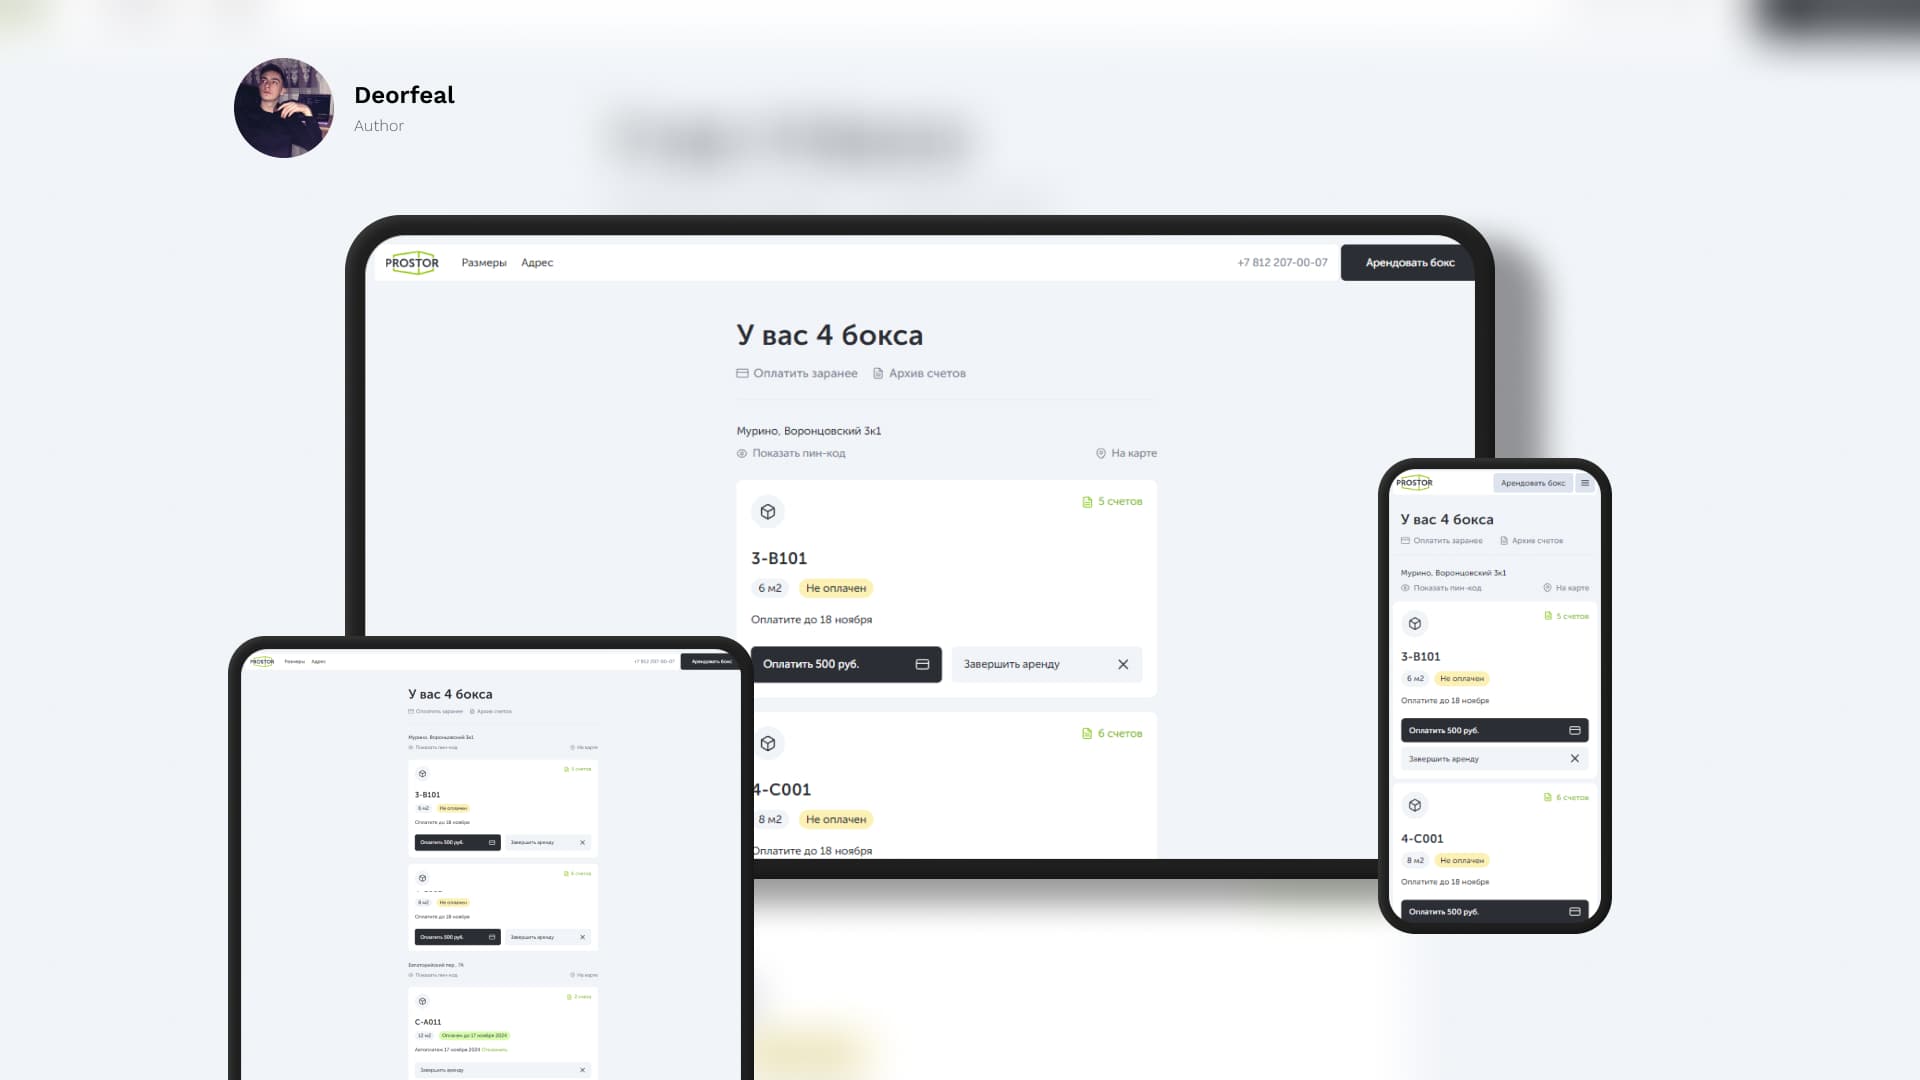 Deorfeal
Author
PROSTOR
Размеры
Адрес
+7 812 207-00-07
Арендовать бокс
У вас 4 бокса
Оплатить заранее
Архив счетов
Мурино, Воронцовский 3к1
Показать пин-код
На карте
5 счетов
3-B101
6 м2
Не оплачен
Оплатите до 18 ноября
Оплатить 500 руб.
Завершить аренду
6 счетов
4-C001
8 м2
Не оплачен
Оплатите до 18 ноября
PROSTOR
Арендовать бокс
У вас 4 бокса
Оплатить заранее
Архив счетов
Мурино, Воронцовский 3к1
Показать пин-код
На карте
5 счетов
3-B101
6 м2
Не оплачен
Оплатите до 18 ноября
Оплатить 500 руб.
Завершить аренду
6 счетов
4-C001
8 м2
Не оплачен
Оплатите до 18 ноября
Оплатить 500 руб.
PROSTOR
Размеры
Адрес
+7 812 207-00-07
Арендовать бокс
У вас 4 бокса
Оплатить заранее
Архив счетов
Мурино, Воронцовский 3к1
Показать пин-код
На карте
5 счетов
3-B101
6 м2
Не оплачен
Оплатите до 18 ноября
Оплатить 500 руб.
Завершить аренду
6 счетов
8 м2
Не оплачен
Оплатите до 18 ноября
Оплатить 500 руб.
Завершить аренду
пер., 74
Показать пин-код
На карте
2 счета
C-A011
12 м2
Оплачен до 17 ноября 2024
Автоплатеж 17 ноября 2024 Отключить
Завершить аренду